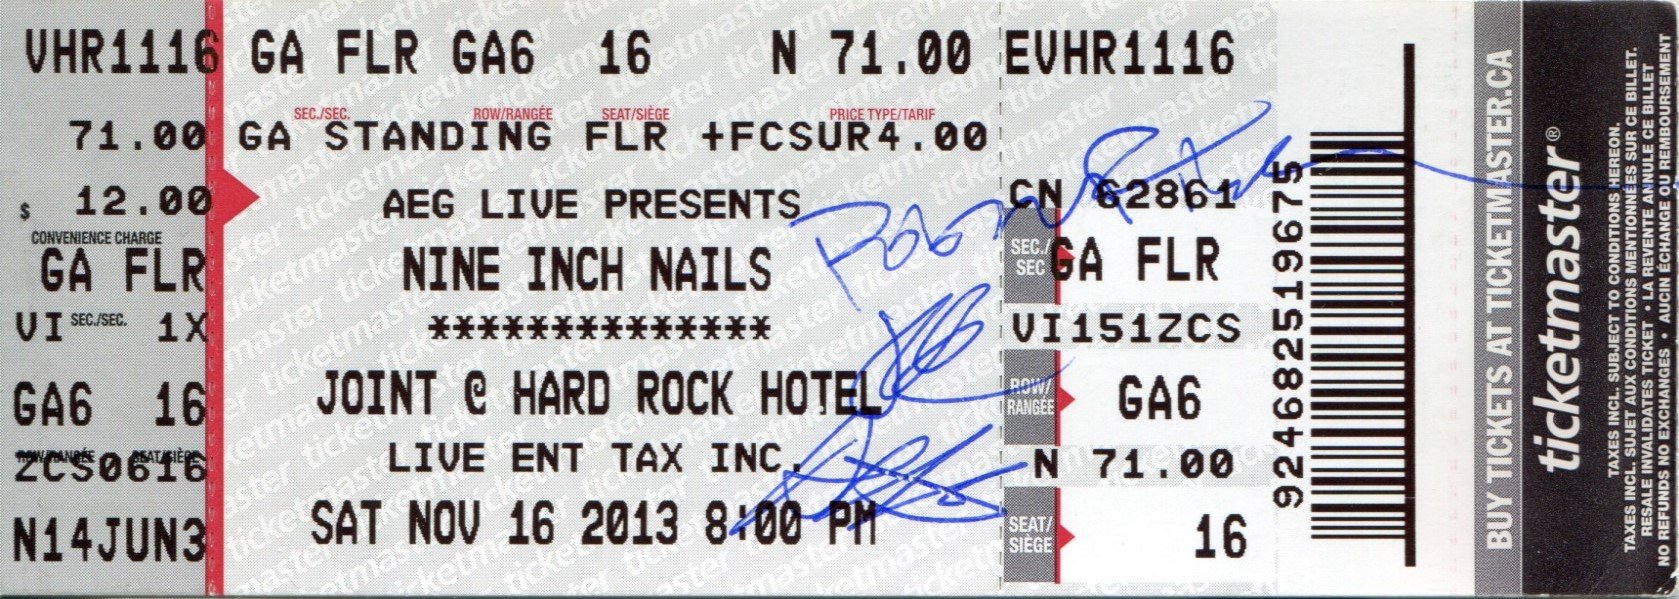 VHR1116 GA FLR GA6 16 N 71.00 EVHR1116
SEC./SEC. ROW/RANGÉE SEAT/SIÈGE PRICE TYPE/TARIF
71.00 GA STANDING FLR +FCSUR4.00
$ 12.00 AEG LIVE PRESENTS CN 62861
CONVENIENCE CHARGE
GA FLR NINE INCH NAILS SEC./SEC GA FLR
VI SEC./SEC. 1X ************** VI151ZCS
GA6 16 JOINT @ HARD ROCK HOTEL ROW/RANGÉE GA6
ROW/RANGÉE SEAT/SIÈGE
ZCS0616 LIVE ENT TAX INC. N 71.00
N14JUN3 SAT NOV 16 2013 8:00 PM SEAT/SIÈGE 16
924682519675
BUY TICKETS AT TICKETMASTER.CA
ticketmaster®
TAXES INCL. SUBJECT TO CONDITIONS HEREON.
TAXES INCL. SUJET AUX CONDITIONS MENTIONNÉES SUR CE BILLET.
RESALE INVALIDATES TICKET • LA REVENTE ANNULE CE BILLET
NO REFUNDS NO EXCHANGES • AUCUN ÉCHANGE OU REMBOURSEMENT